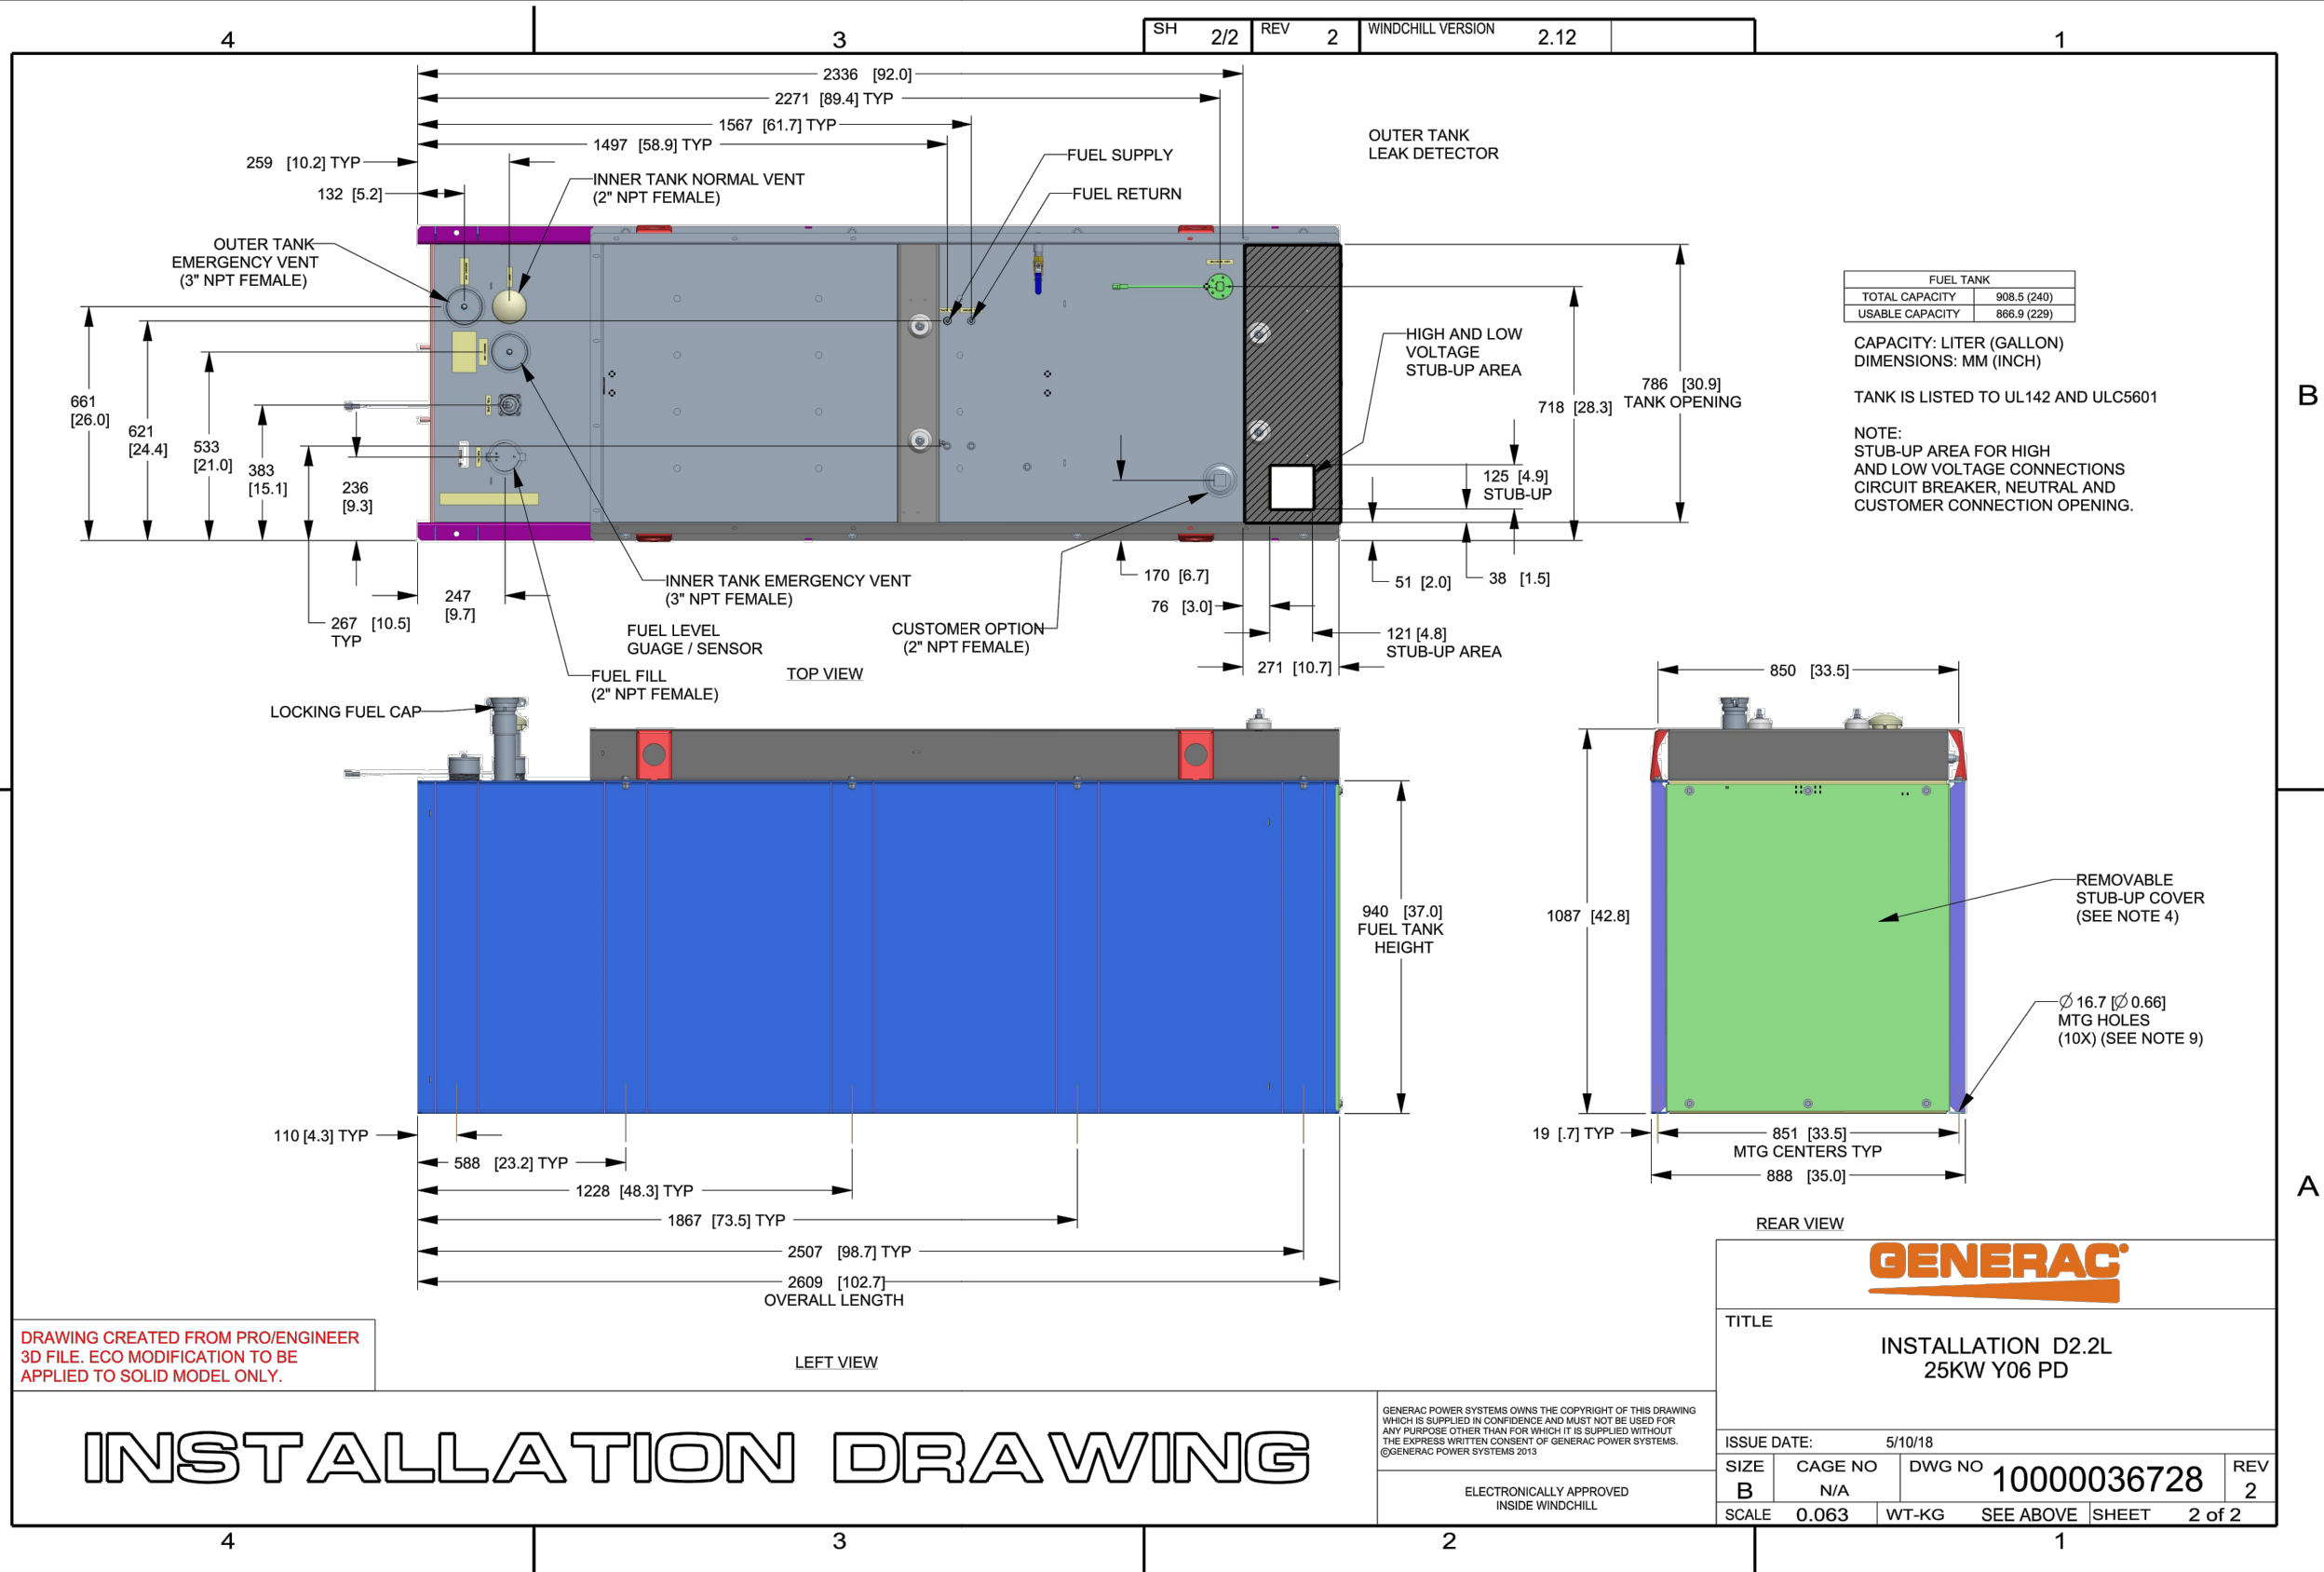 4
3
SH 2/2
REV 2
WINDCHILL VERSION 2.12
1
2336 [92.0]
2271 [89.4] TYP
1567 [61.7] TYP
1497 [58.9] TYP
259 [10.2] TYP
132 [5.2]
INNER TANK NORMAL VENT
(2" NPT FEMALE)
FUEL SUPPLY
FUEL RETURN
OUTER TANK
LEAK DETECTOR
OUTER TANK
EMERGENCY VENT
(3" NPT FEMALE)
661
[26.0]
621
[24.4]
533
[21.0]
383
[15.1]
236
[9.3]
267 [10.5]
TYP
247
[9.7]
INNER TANK EMERGENCY VENT
(3" NPT FEMALE)
FUEL LEVEL
GUAGE / SENSOR
FUEL FILL
(2" NPT FEMALE)
TOP VIEW
CUSTOMER OPTION
(2" NPT FEMALE)
170 [6.7]
76 [3.0]
121 [4.8]
STUB-UP AREA
271 [10.7]
51 [2.0]
38 [1.5]
125 [4.9]
STUB-UP
HIGH AND LOW
VOLTAGE
STUB-UP AREA
718 [28.3]
786 [30.9]
TANK OPENING
FUEL TANK
TOTAL CAPACITY 908.5 (240)
USABLE CAPACITY 866.9 (229)
CAPACITY: LITER (GALLON)
DIMENSIONS: MM (INCH)
TANK IS LISTED TO UL142 AND ULC5601
NOTE:
STUB-UP AREA FOR HIGH
AND LOW VOLTAGE CONNECTIONS
CIRCUIT BREAKER, NEUTRAL AND
CUSTOMER CONNECTION OPENING.
B
LOCKING FUEL CAP
940 [37.0]
FUEL TANK
HEIGHT
110 [4.3] TYP
588 [23.2] TYP
1228 [48.3] TYP
1867 [73.5] TYP
2507 [98.7] TYP
2609 [102.7]
OVERALL LENGTH
LEFT VIEW
850 [33.5]
1087 [42.8]
REMOVABLE
STUB-UP COVER
(SEE NOTE 4)
Ø 16.7 [Ø 0.66]
MTG HOLES
(10X) (SEE NOTE 9)
19 [.7] TYP
851 [33.5]
MTG CENTERS TYP
888 [35.0]
REAR VIEW
A
DRAWING CREATED FROM PRO/ENGINEER
3D FILE. ECO MODIFICATION TO BE
APPLIED TO SOLID MODEL ONLY.
INSTALLATION DRAWING
GENERAC POWER SYSTEMS OWNS THE COPYRIGHT OF THIS DRAWING
WHICH IS SUPPLIED IN CONFIDENCE AND MUST NOT BE USED FOR
ANY PURPOSE OTHER THAN FOR WHICH IT IS SUPPLIED WITHOUT
THE EXPRESS WRITTEN CONSENT OF GENERAC POWER SYSTEMS.
©GENERAC POWER SYSTEMS 2013
ELECTRONICALLY APPROVED
INSIDE WINDCHILL
GENERAC
TITLE
INSTALLATION D2.2L
25KW Y06 PD
ISSUE DATE: 5/10/18
SIZE B
CAGE NO N/A
DWG NO 10000036728
REV 2
SCALE 0.063
WT-KG SEE ABOVE
SHEET 2 of 2
4
3
2
1